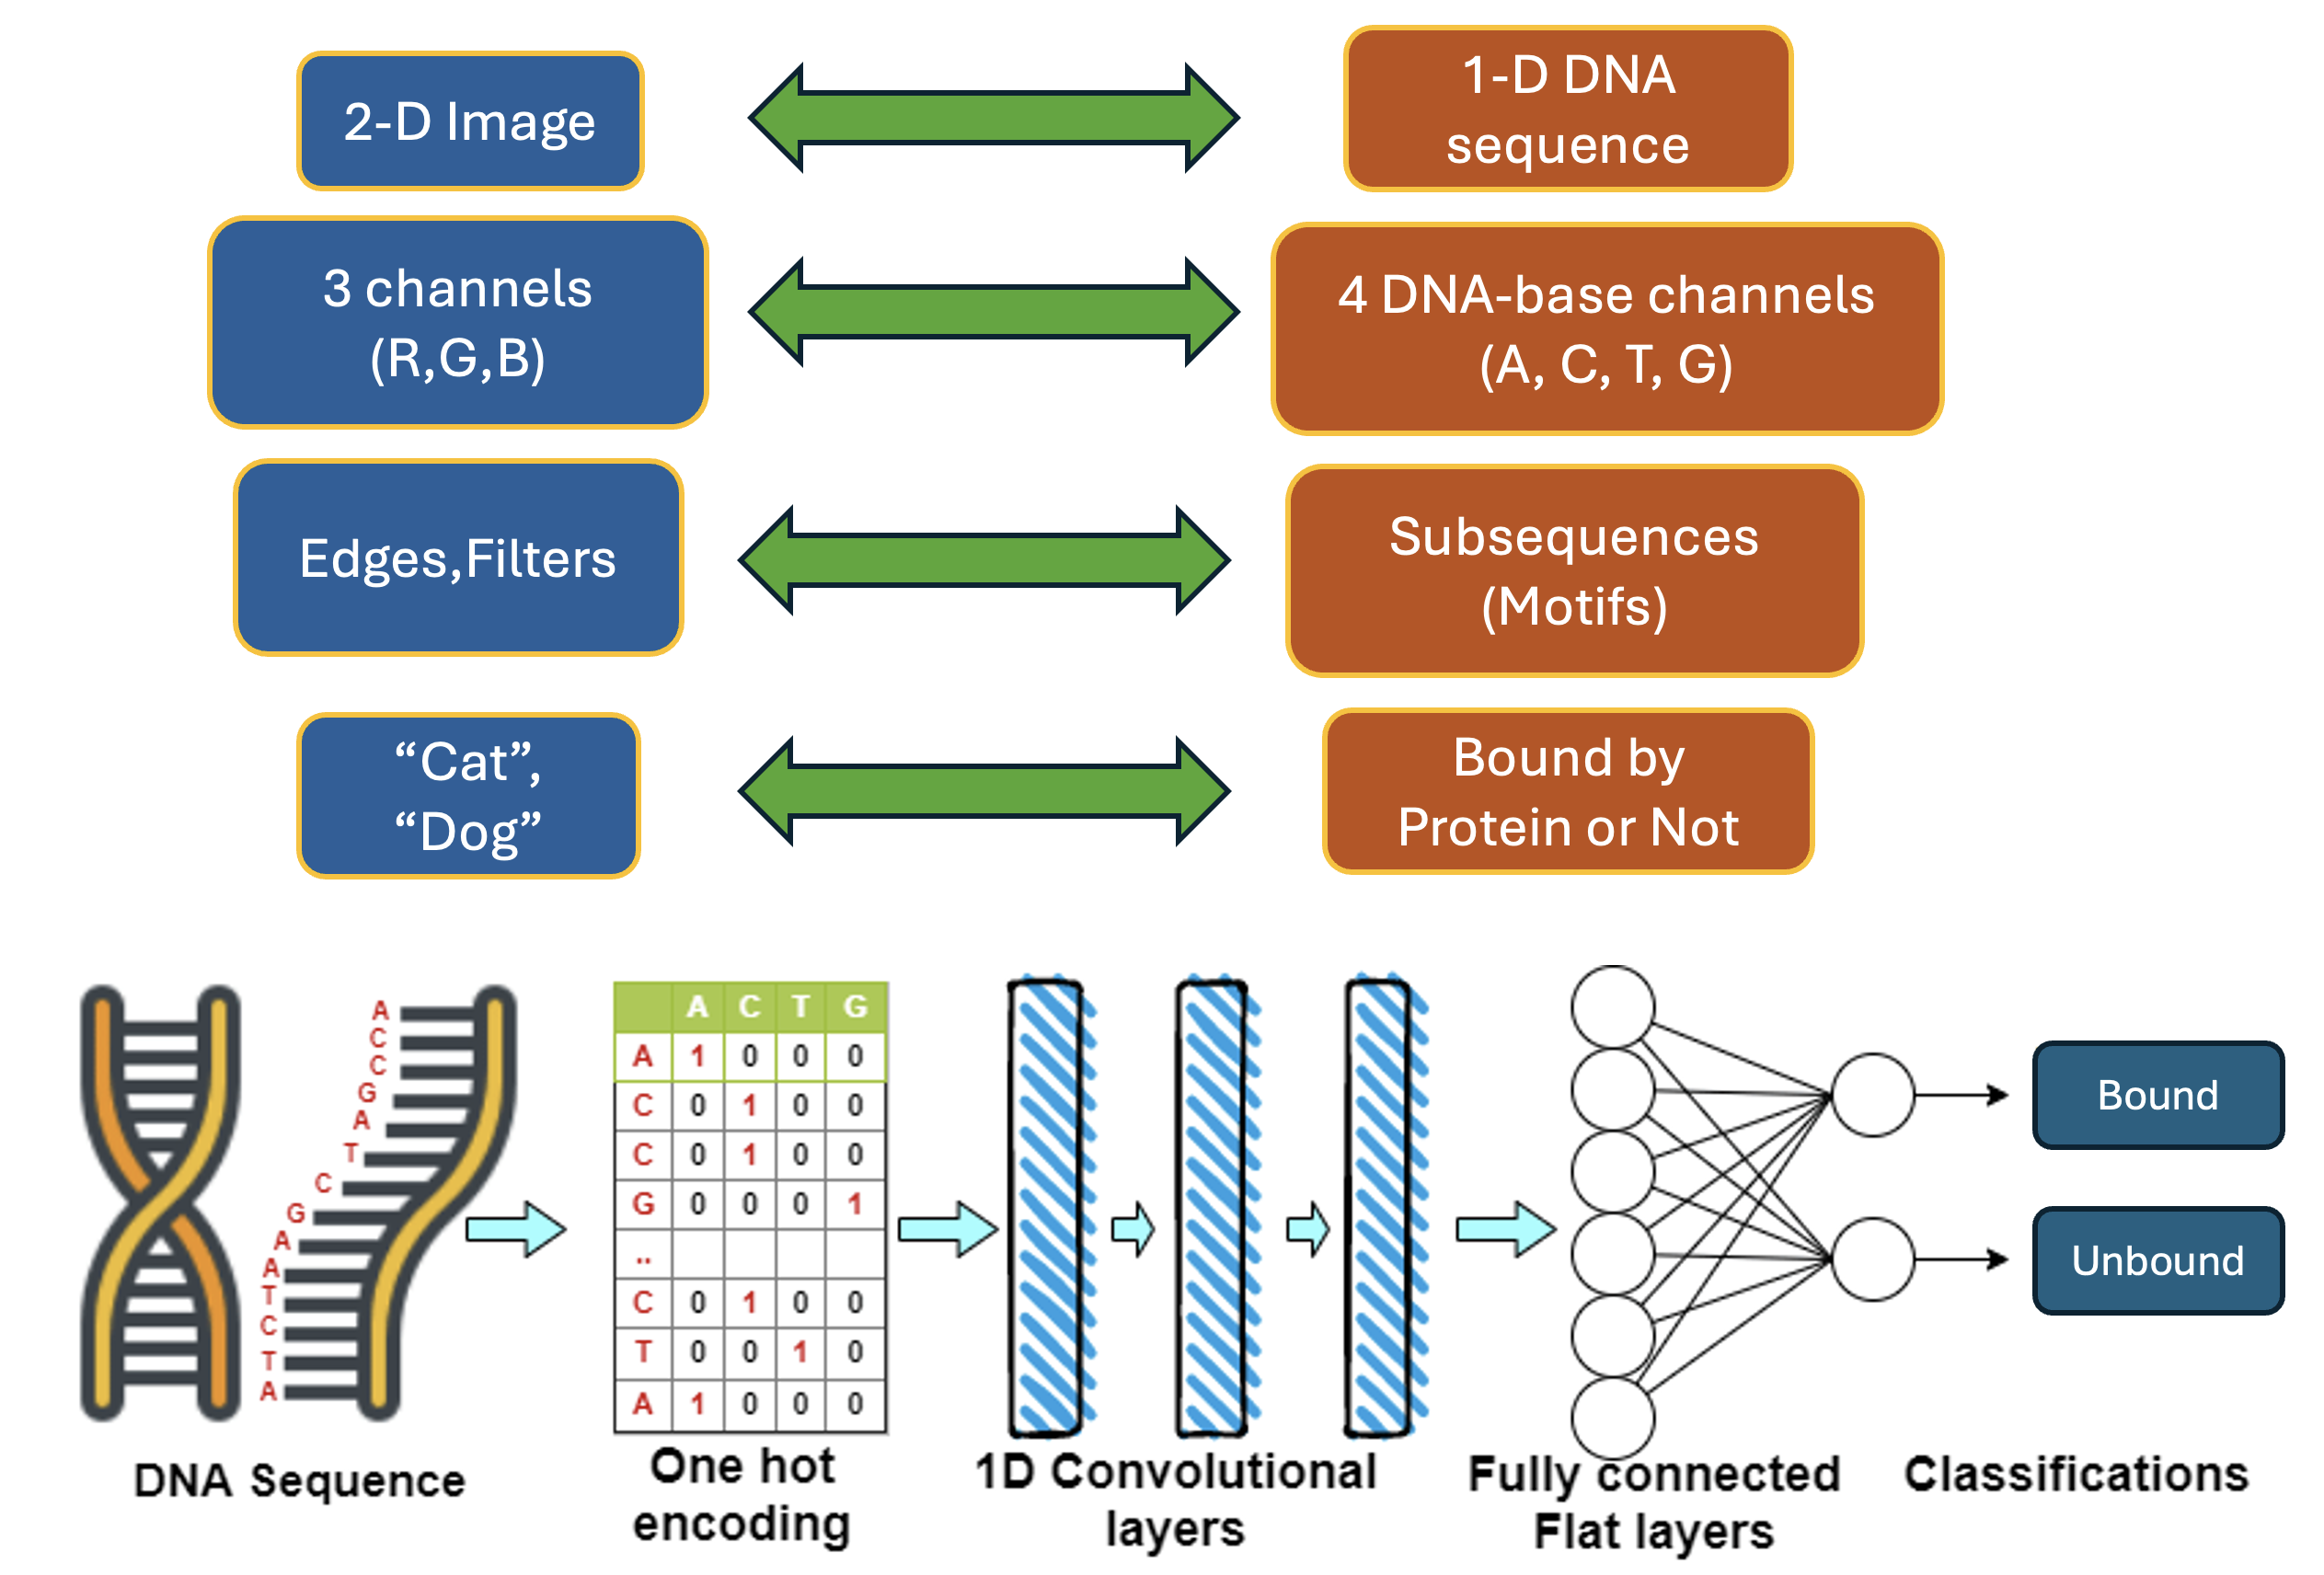 2-D Image
1-D DNA
sequence
3 channels
(R,G,B)
4 DNA-base channels
(A, C, T, G)
Edges,Filters
Subsequences
(Motifs)
“Cat”,
“Dog”
Bound by
Protein or Not
A
C
C
G
A
T
C
G
A
A
T
C
T
A
A C T G
A 1 0 0 0
C 0 1 0 0
C 0 1 0 0
G 0 0 0 1
..
C 0 1 0 0
T 0 0 1 0
A 1 0 0 0
Bound
Unbound
DNA Sequence
One hot
encoding
1D Convolutional
layers
Fully connected
Flat layers
Classifications